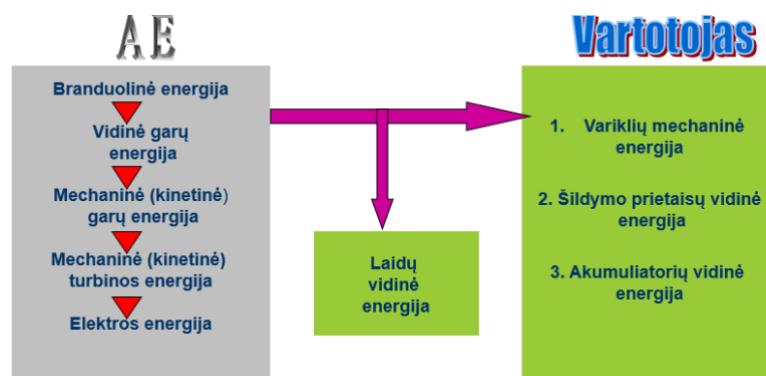 AE
Branduolinė energija
Vidinė garų
energija
Mechaninė (kinetinė)
garų energija
Mechaninė (kinetinė)
turbinos energija
Elektros energija
Laidų
vidinė
energija
Vartotojas
1. Variklių mechaninė
energija
2. Šildymo prietaisų vidinė
energija
3. Akumuliatorių vidinė
energija